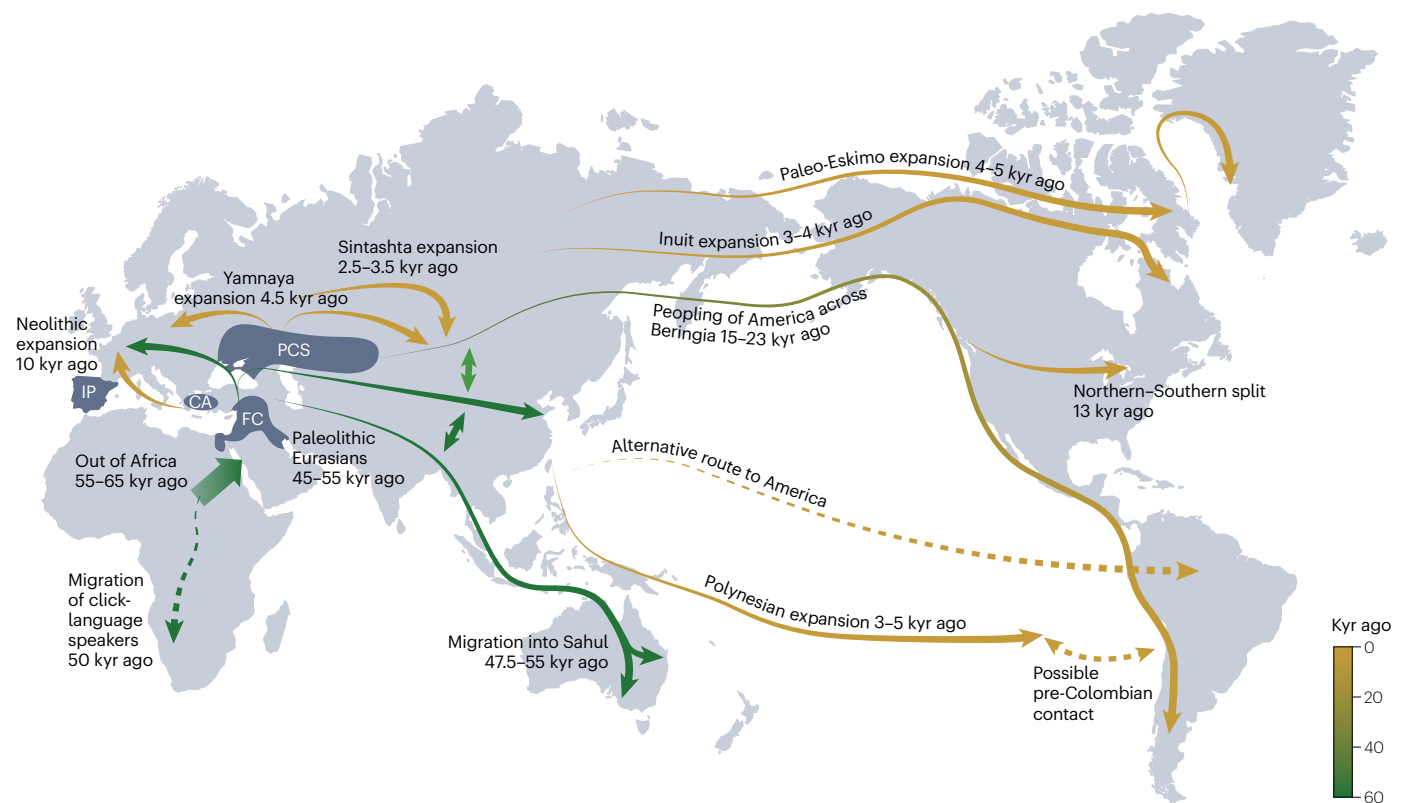 Paleo-Eskimo expansion 4–5 kyr ago
Inuit expansion 3–4 kyr ago
Sintashta expansion
2.5–3.5 kyr ago
Yamnaya
expansion 4.5 kyr ago
Peopling of America across
Beringia 15–23 kyr ago
Neolithic
expansion
10 kyr ago
PCS
IP
CA
FC
Northern–Southern split
13 kyr ago
Paleolithic
Eurasians
45–55 kyr ago
Out of Africa
55–65 kyr ago
Alternative route to America
Migration
of click-
language
speakers
50 kyr ago
Polynesian expansion 3–5 kyr ago
Migration into Sahul
47.5–55 kyr ago
Possible
pre-Colombian
contact
Kyr ago
0
20
40
60